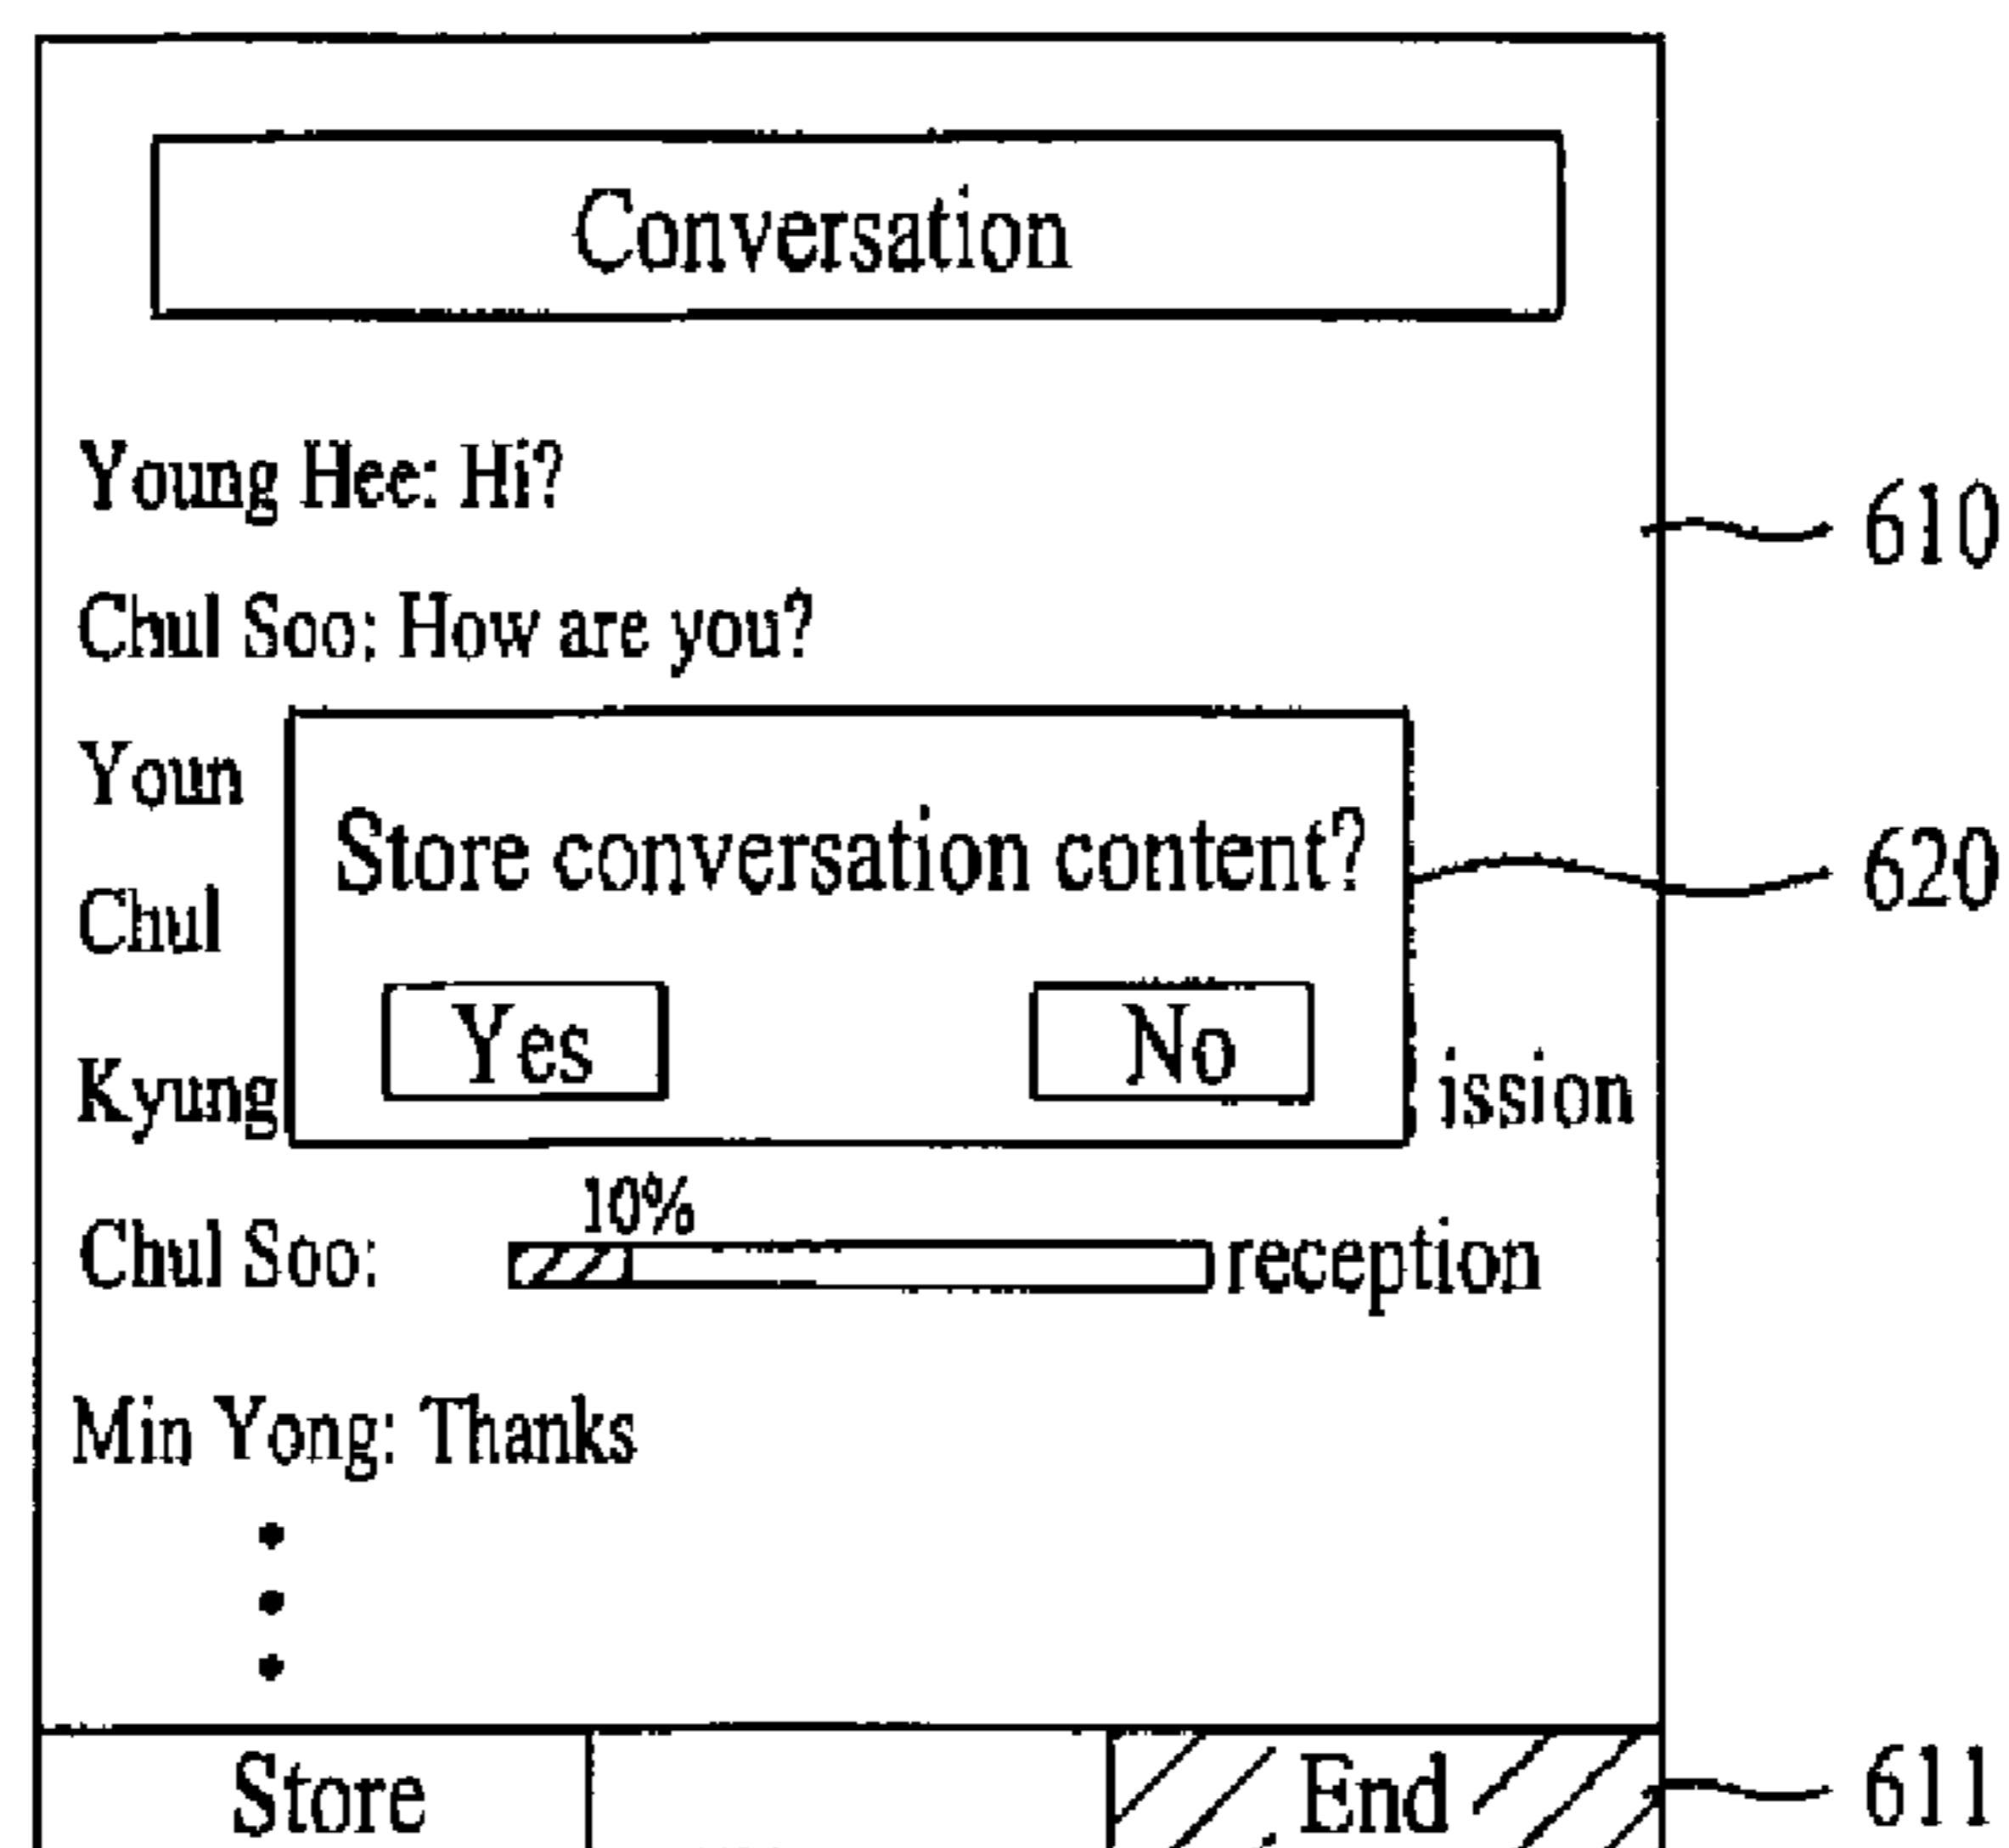 Conversation
Young Hee: Hi?
610
Chul Soo: How are you?
Youn
Store conversation content?
620
Chul
Yes No
Kyung ission
10%
Chul Soo: reception
Min Yong: Thanks
Store End 611